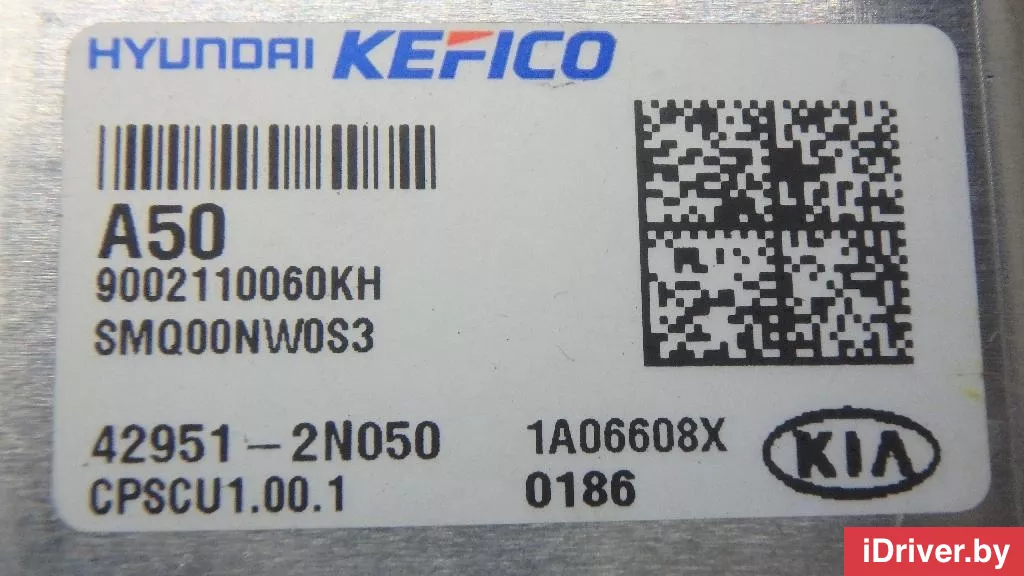 HYUNDAI KEFICO
A50
9002110060KH
SMQ00NW0S3
42951-2N050
1A06608X
CPSCU1.00.1
0186
KIA
iDriver.by